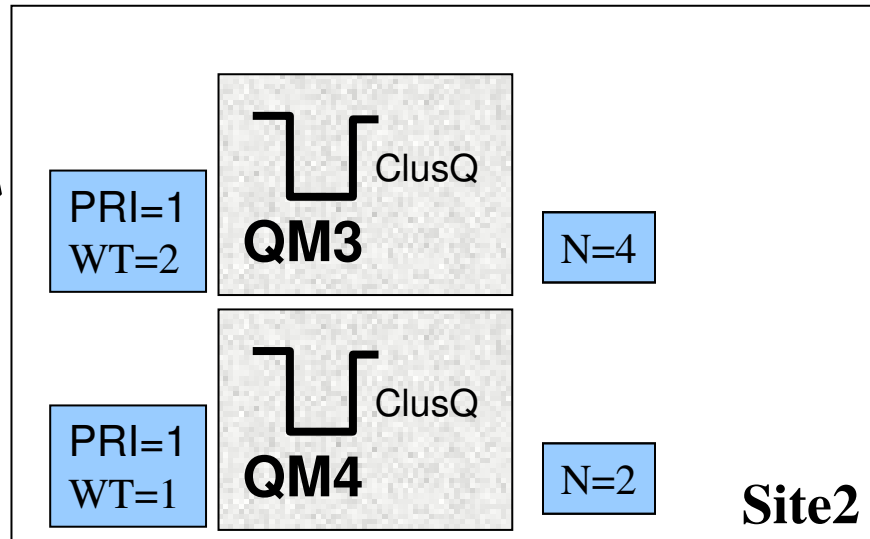 ClusQ
PRI=1
WT=2
QM3
N=4
ClusQ
PRI=1
WT=1
QM4
N=2
Site2